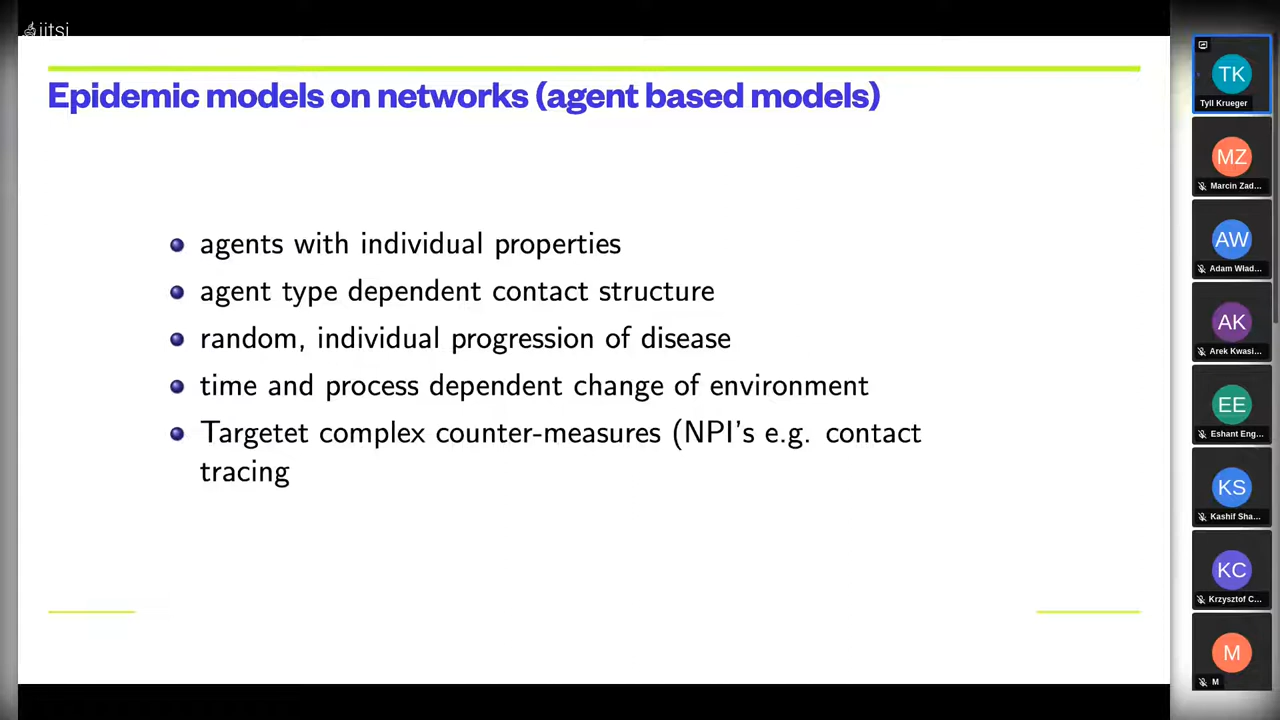 jitsi
Epidemic models on networks (agent based models)
agents with individual properties
agent type dependent contact structure
random, individual progression of disease
time and process dependent change of environment
Targetet complex counter-measures (NPI's e.g. contact
tracing
TK
Tyll Krueger
MZ
Marcin Zad...
AW
Adam Wład...
AK
Arek Kwasi...
EE
Eshant Eng...
KS
Kashif Sha...
KC
Krzysztof C...
M
M